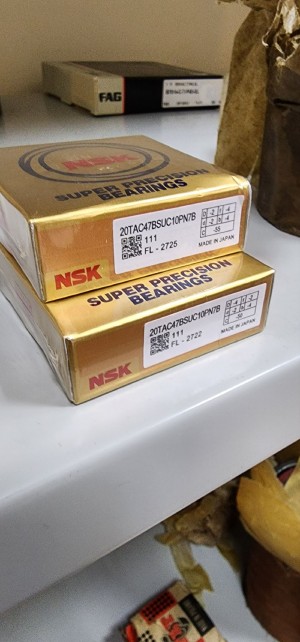 FAG
NSK
SUPER PRECISION
BEARINGS
NSK
20TAC47BSUC10PN7B
111
FL - 2725
-55
MADE IN JAPAN
SUPER PRECISION
BEARINGS
NSK
20TAC47BSUC10PN7B
111
FL - 2722
MADE IN JAPAN